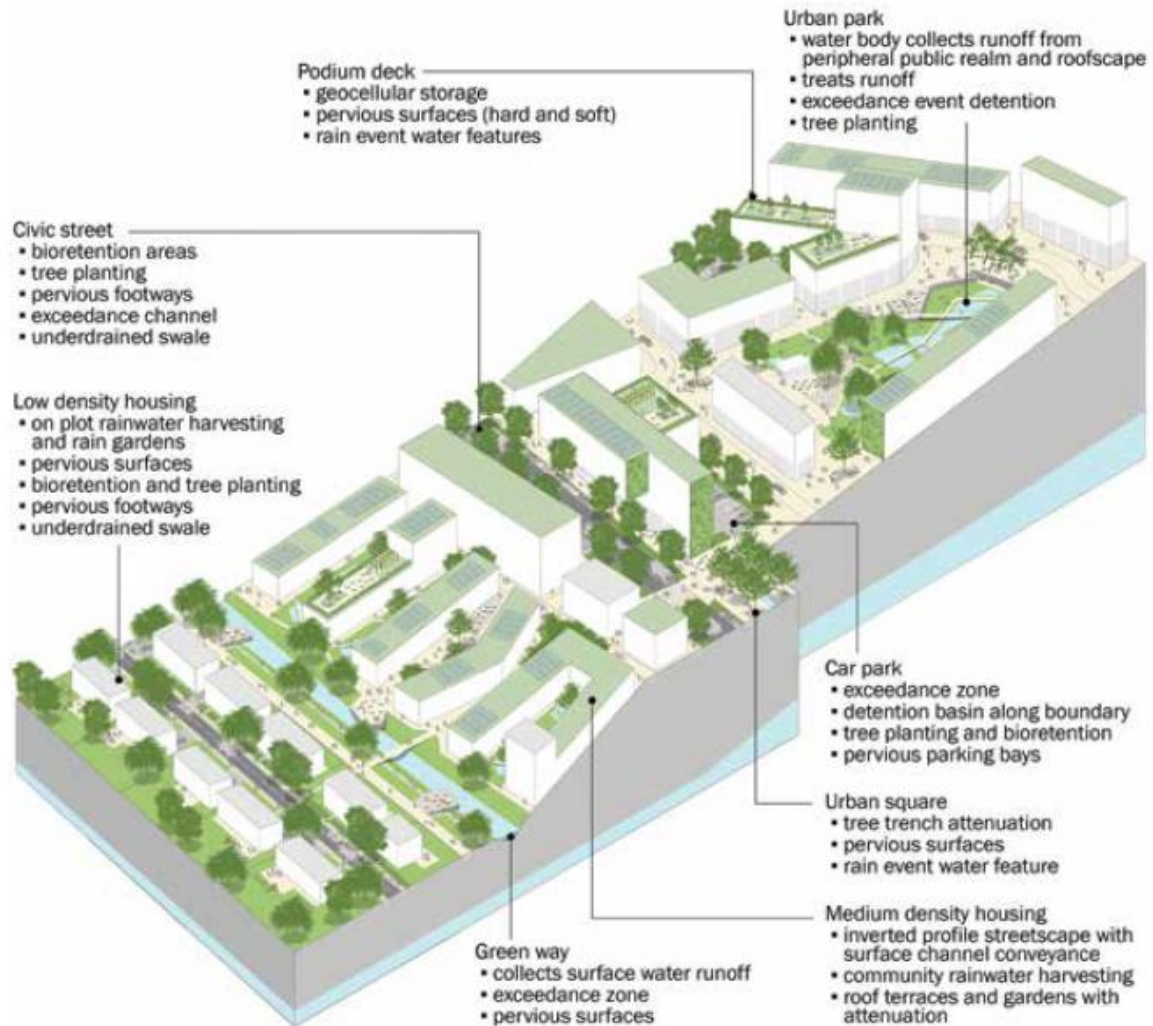 Urban park
▪ water body collects runoff from
peripheral public realm and roofscape
▪ treats runoff
▪ exceedance event detention
▪ tree planting
Podium deck
▪ geocellular storage
▪ pervious surfaces (hard and soft)
▪ rain event water features
Civic street
▪ bioretention areas
▪ tree planting
▪ pervious footways
▪ exceedance channel
▪ underdrained swale
Low density housing
▪ on plot rainwater harvesting
and rain gardens
▪ pervious surfaces
▪ bioretention and tree planting
▪ pervious footways
▪ underdrained swale
Car park
▪ exceedance zone
▪ detention basin along boundary
▪ tree planting and bioretention
▪ pervious parking bays
Urban square
▪ tree trench attenuation
▪ pervious surfaces
▪ rain event water feature
Medium density housing
▪ inverted profile streetscape with
surface channel conveyance
▪ community rainwater harvesting
▪ roof terraces and gardens with
attenuation
Green way
▪ collects surface water runoff
▪ exceedance zone
▪ pervious surfaces